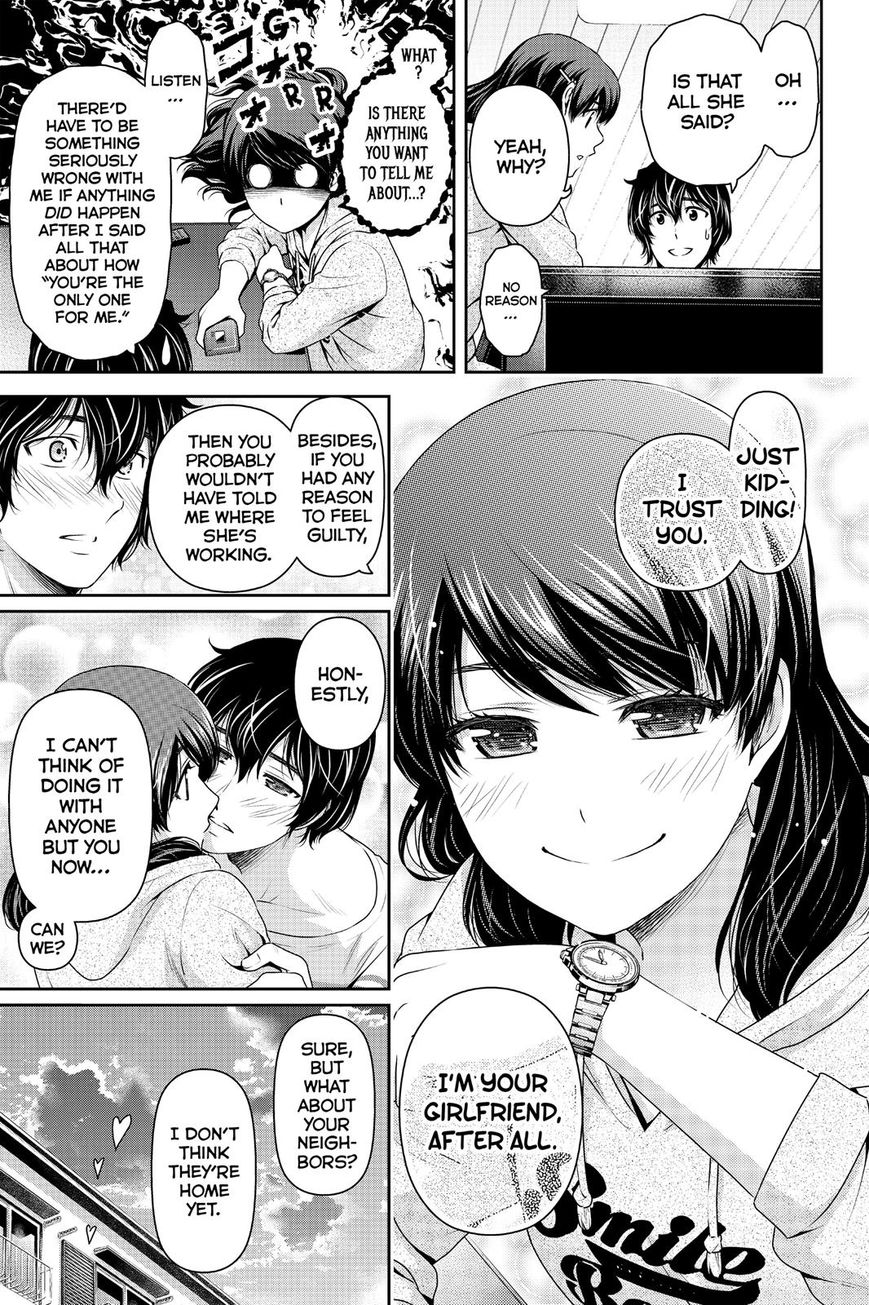 OH
...
IS THAT
ALL SHE
SAID?
YEAH,
WHY?
NO
REASON
...
WHAT
?
IS THERE
ANYTHING
YOU WANT
TO TELL ME
ABOUT...?
GRRRR
LISTEN
...
THERE'D
HAVE TO BE
SOMETHING
SERIOUSLY
WRONG WITH
ME IF ANYTHING
DID HAPPEN
AFTER I SAID
ALL THAT
ABOUT HOW
"YOU'RE THE
ONLY ONE
FOR ME."
JUST
KID-
DING!
I
TRUST
YOU.
I'M YOUR
GIRLFRIEND,
AFTER ALL.
Smile
BESIDES,
IF YOU
HAD ANY
REASON
TO FEEL
GUILTY,
THEN YOU
PROBABLY
WOULDN'T
HAVE TOLD
ME WHERE
SHE'S
WORKING.
HON-
ESTLY,
I CAN'T
THINK OF
DOING IT
WITH
ANYONE
BUT YOU
NOW...
CAN
WE?
SURE,
BUT
WHAT
ABOUT
YOUR
NEIGH-
BORS?
I DON'T
THINK
THEY'RE
HOME
YET.